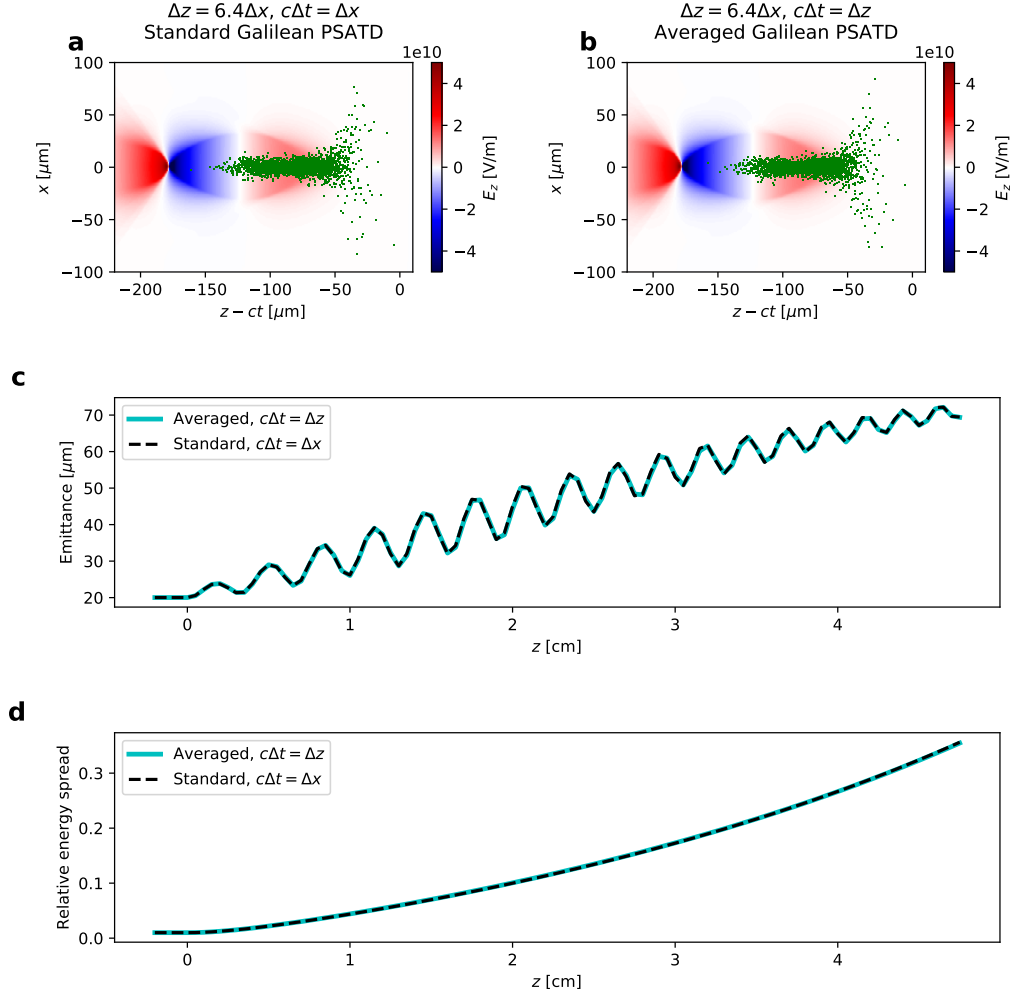 Δz = 6.4Δx, cΔt = Δx
Standard Galilean PSATD
a
1e10
100
50
0
−50
−100
x [μm]
−200 −150 −100 −50 0
z − ct [μm]
4
2
0
−2
−4
E_z [V/m]
Δz = 6.4Δx, cΔt = Δz
Averaged Galilean PSATD
b
1e10
100
50
0
−50
−100
x [μm]
−200 −150 −100 −50 0
z − ct [μm]
4
2
0
−2
−4
E_z [V/m]
c
Averaged, cΔt = Δz
Standard, cΔt = Δx
70
60
50
40
30
20
Emittance [μm]
0 1 2 3 4
z [cm]
d
Averaged, cΔt = Δz
Standard, cΔt = Δx
0.3
0.2
0.1
0.0
Relative energy spread
0 1 2 3 4
z [cm]